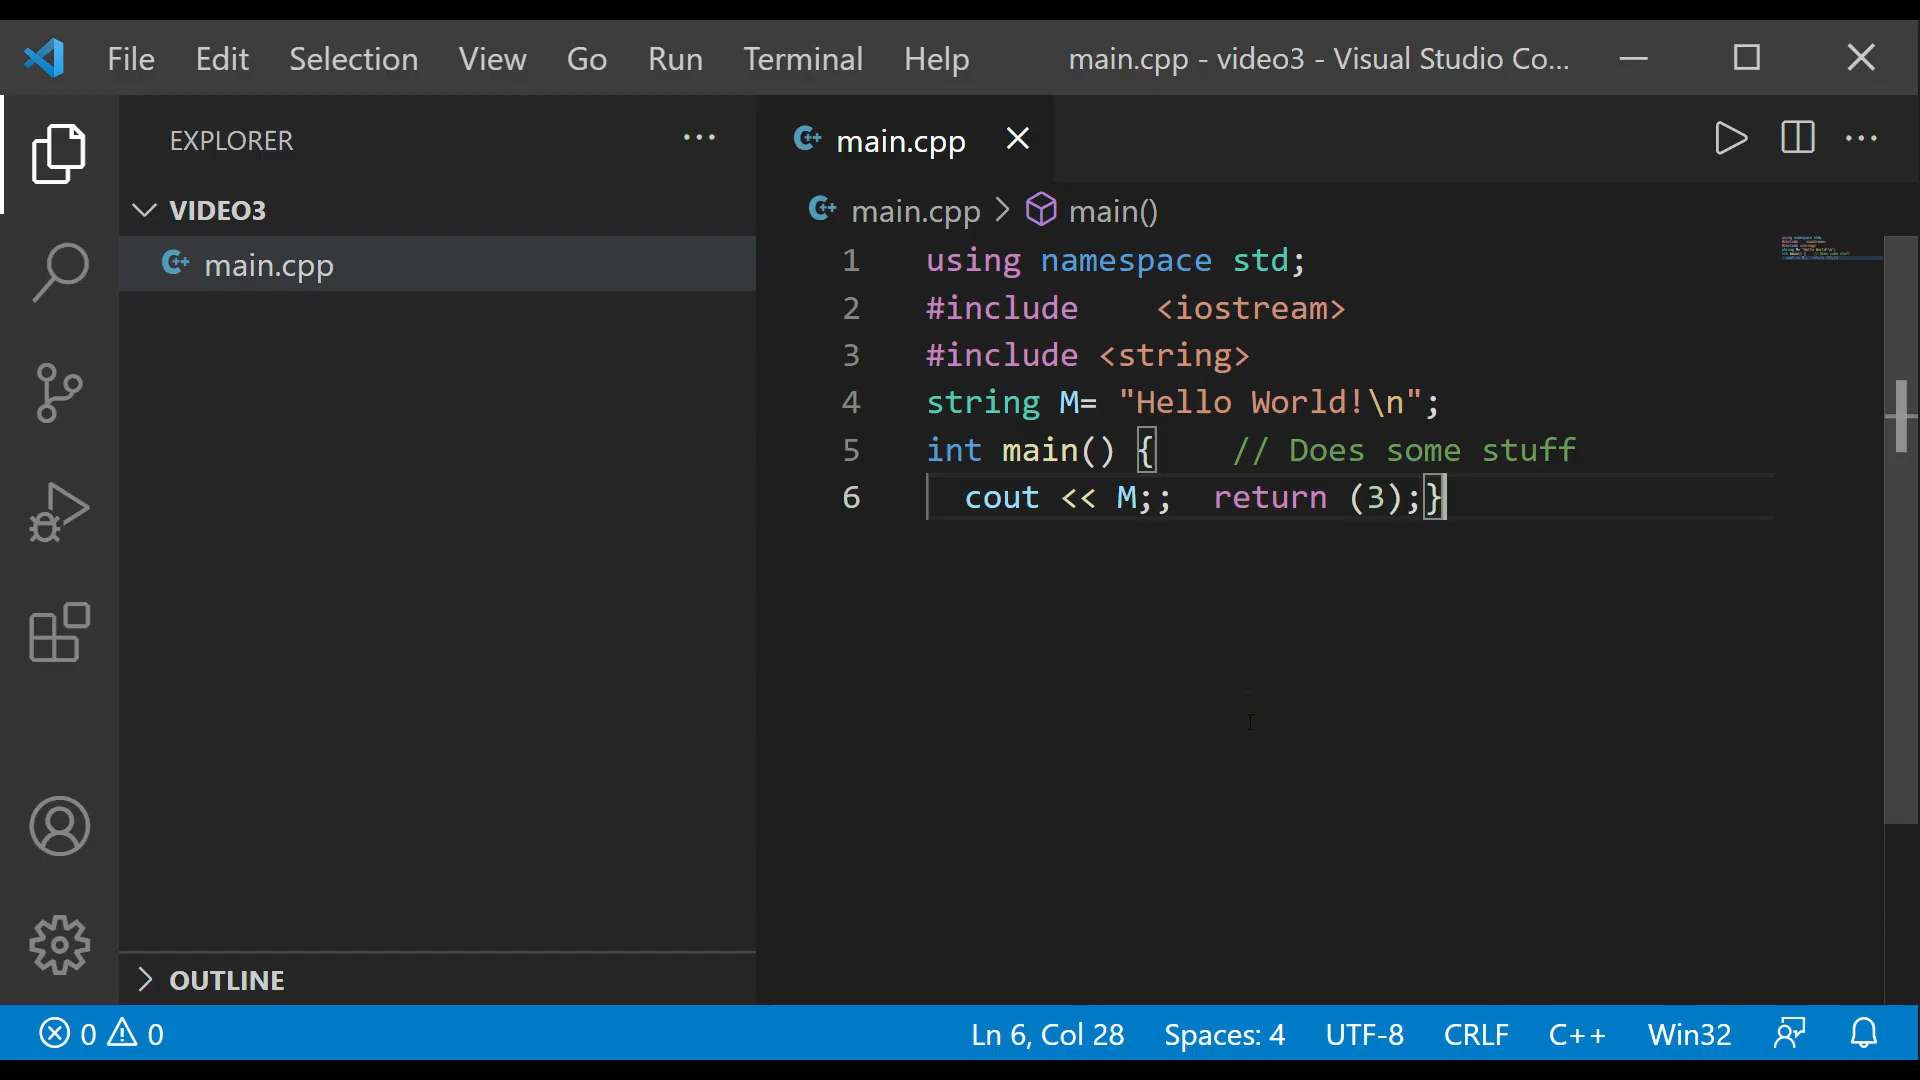 File Edit Selection View Go Run Terminal Help main.cpp - video3 - Visual Studio Co...
EXPLORER
VIDEO3
main.cpp
OUTLINE
main.cpp
main.cpp > main()
1 using namespace std;
2 #include    <iostream>
3 #include <string>
4 string M= "Hello World!\n";
5 int main() {    // Does some stuff
6   cout << M;;  return (3);}
0 0 Ln 6, Col 28 Spaces: 4 UTF-8 CRLF C++ Win32